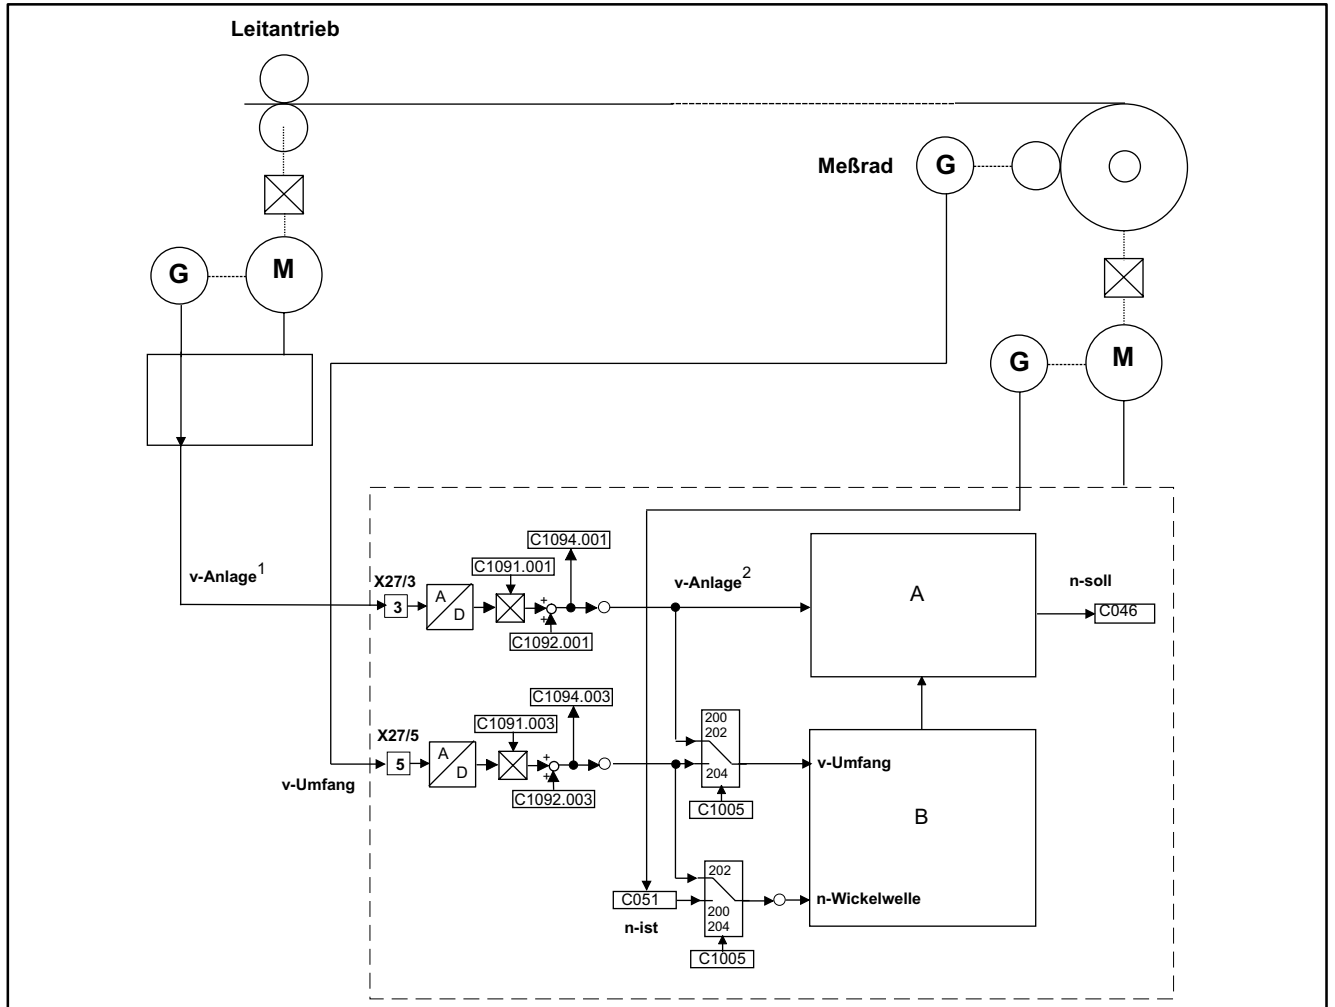 Leitantrieb
Meßrad
G
G
M
G
M
v-Anlage1
X27/3
3
A
D
C1091.001
C1094.001
+
+
C1092.001
v-Anlage2
A
n-soll
C046
v-Umfang
X27/5
5
A
D
C1091.003
C1094.003
+
+
C1092.003
200
202
204
C1005
v-Umfang
B
n-Wickelwelle
C051
n-ist
202
200
204
C1005